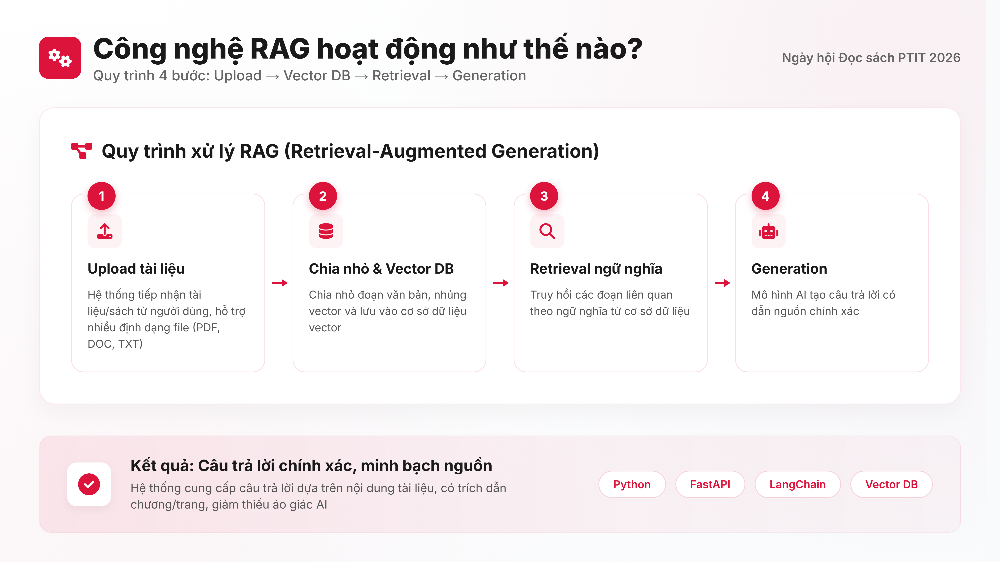 Công nghệ RAG hoạt động như thế nào?
Quy trình 4 bước: Upload → Vector DB → Retrieval → Generation
Ngày hội Đọc sách PTIT 2026
Quy trình xử lý RAG (Retrieval-Augmented Generation)
1
Upload tài liệu
Hệ thống tiếp nhận tài
liệu/sách từ người dùng, hỗ trợ
nhiều định dạng file (PDF,
DOC, TXT)
2
Chia nhỏ & Vector DB
Chia nhỏ đoạn văn bản, nhúng
vector và lưu vào cơ sở dữ liệu
vector
3
Retrieval ngữ nghĩa
Truy hồi các đoạn liên quan
theo ngữ nghĩa từ cơ sở dữ liệu
4
Generation
Mô hình AI tạo câu trả lời có
dẫn nguồn chính xác
Kết quả: Câu trả lời chính xác, minh bạch nguồn
Hệ thống cung cấp câu trả lời dựa trên nội dung tài liệu, có trích dẫn
chương/trang, giảm thiểu ảo giác AI
Python
FastAPI
LangChain
Vector DB